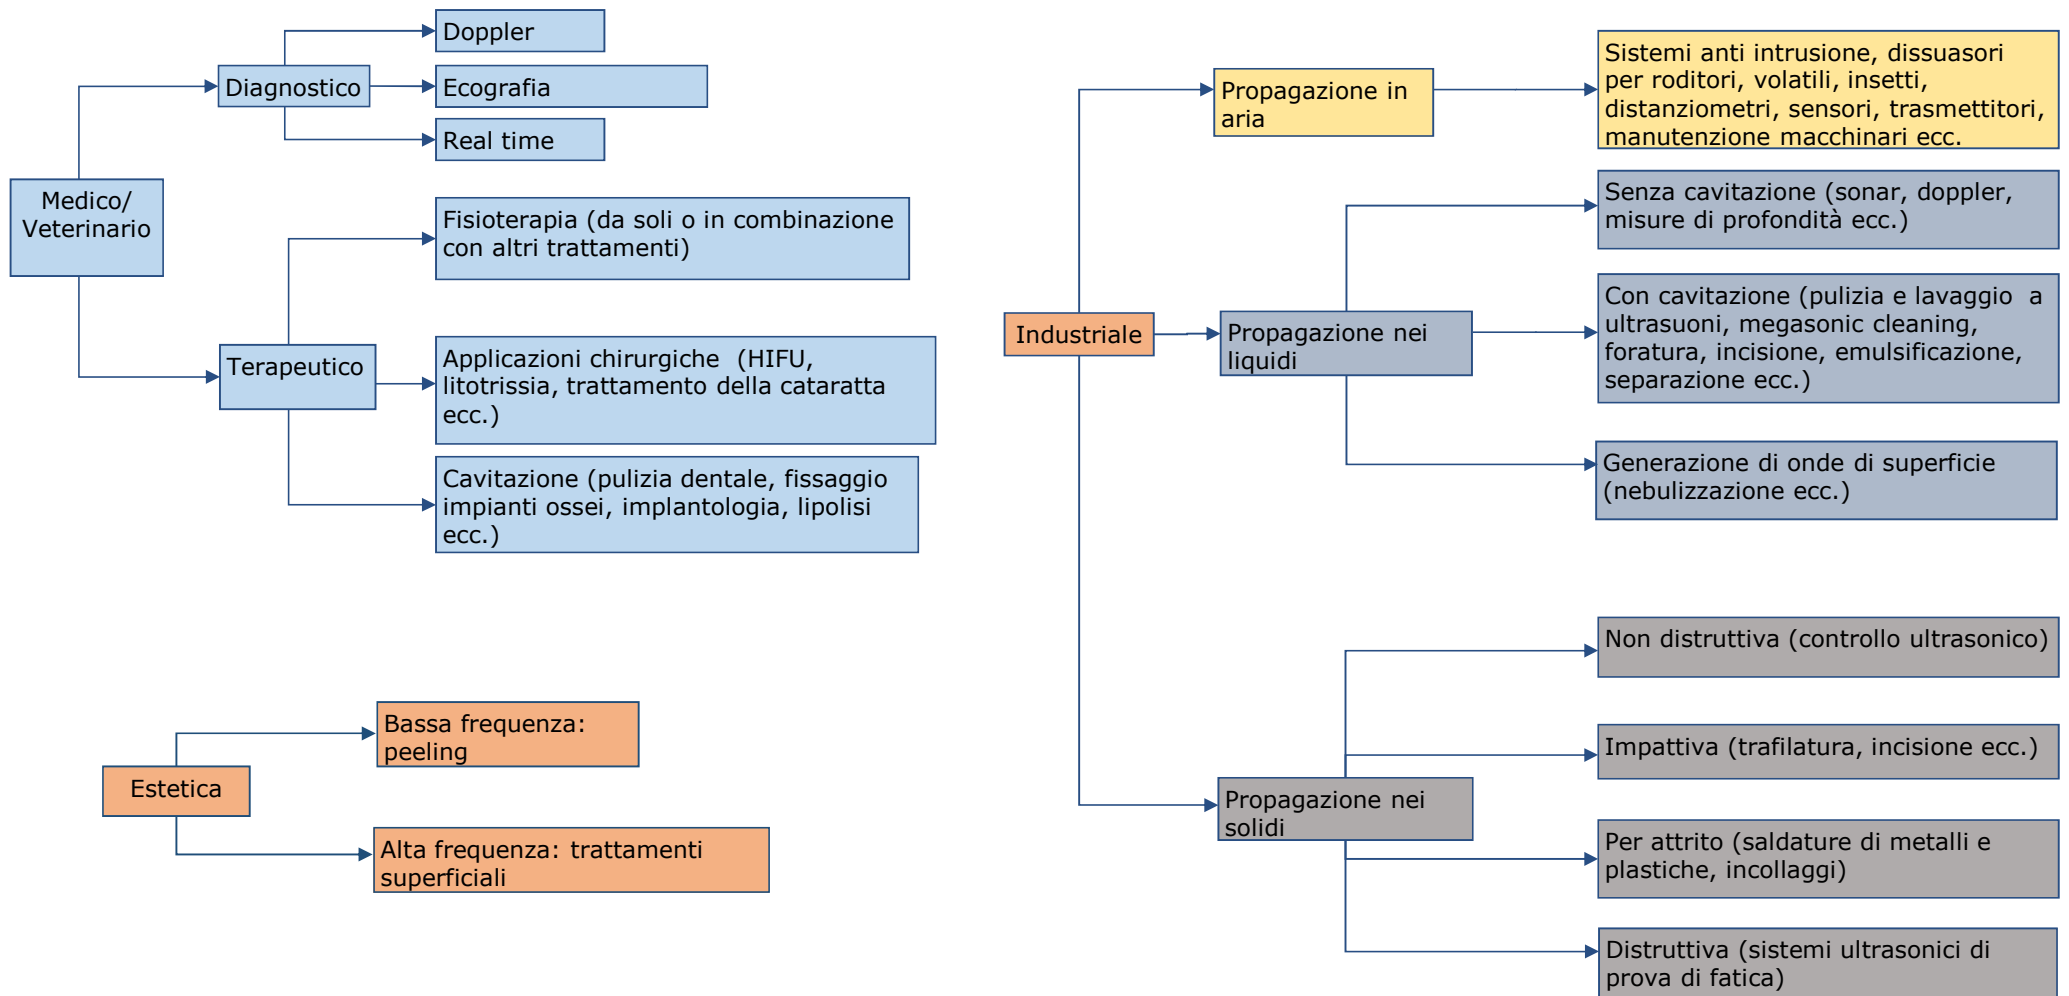 Doppler
Diagnostico
Ecografia
Real time
Medico/
Veterinario
Fisioterapia (da soli o in combinazione
con altri trattamenti)
Terapeutico
Applicazioni chirurgiche  (HIFU,
litotrissia, trattamento della cataratta
ecc.)
Cavitazione (pulizia dentale, fissaggio
impianti ossei, implantologia, lipolisi
ecc.)
Estetica
Bassa frequenza:
peeling
Alta frequenza: trattamenti
superficiali
Industriale
Propagazione in
aria
Sistemi anti intrusione, dissuasori
per roditori, volatili, insetti,
distanziometri, sensori, trasmettitori,
manutenzione macchinari ecc.
Propagazione nei
liquidi
Senza cavitazione (sonar, doppler,
misure di profondità ecc.)
Con cavitazione (pulizia e lavaggio  a
ultrasuoni, megasonic cleaning,
foratura, incisione, emulsificazione,
separazione ecc.)
Generazione di onde di superficie
(nebulizzazione ecc.)
Propagazione nei
solidi
Non distruttiva (controllo ultrasonico)
Impattiva (trafilatura, incisione ecc.)
Per attrito (saldature di metalli e
plastiche, incollaggi)
Distruttiva (sistemi ultrasonici di
prova di fatica)